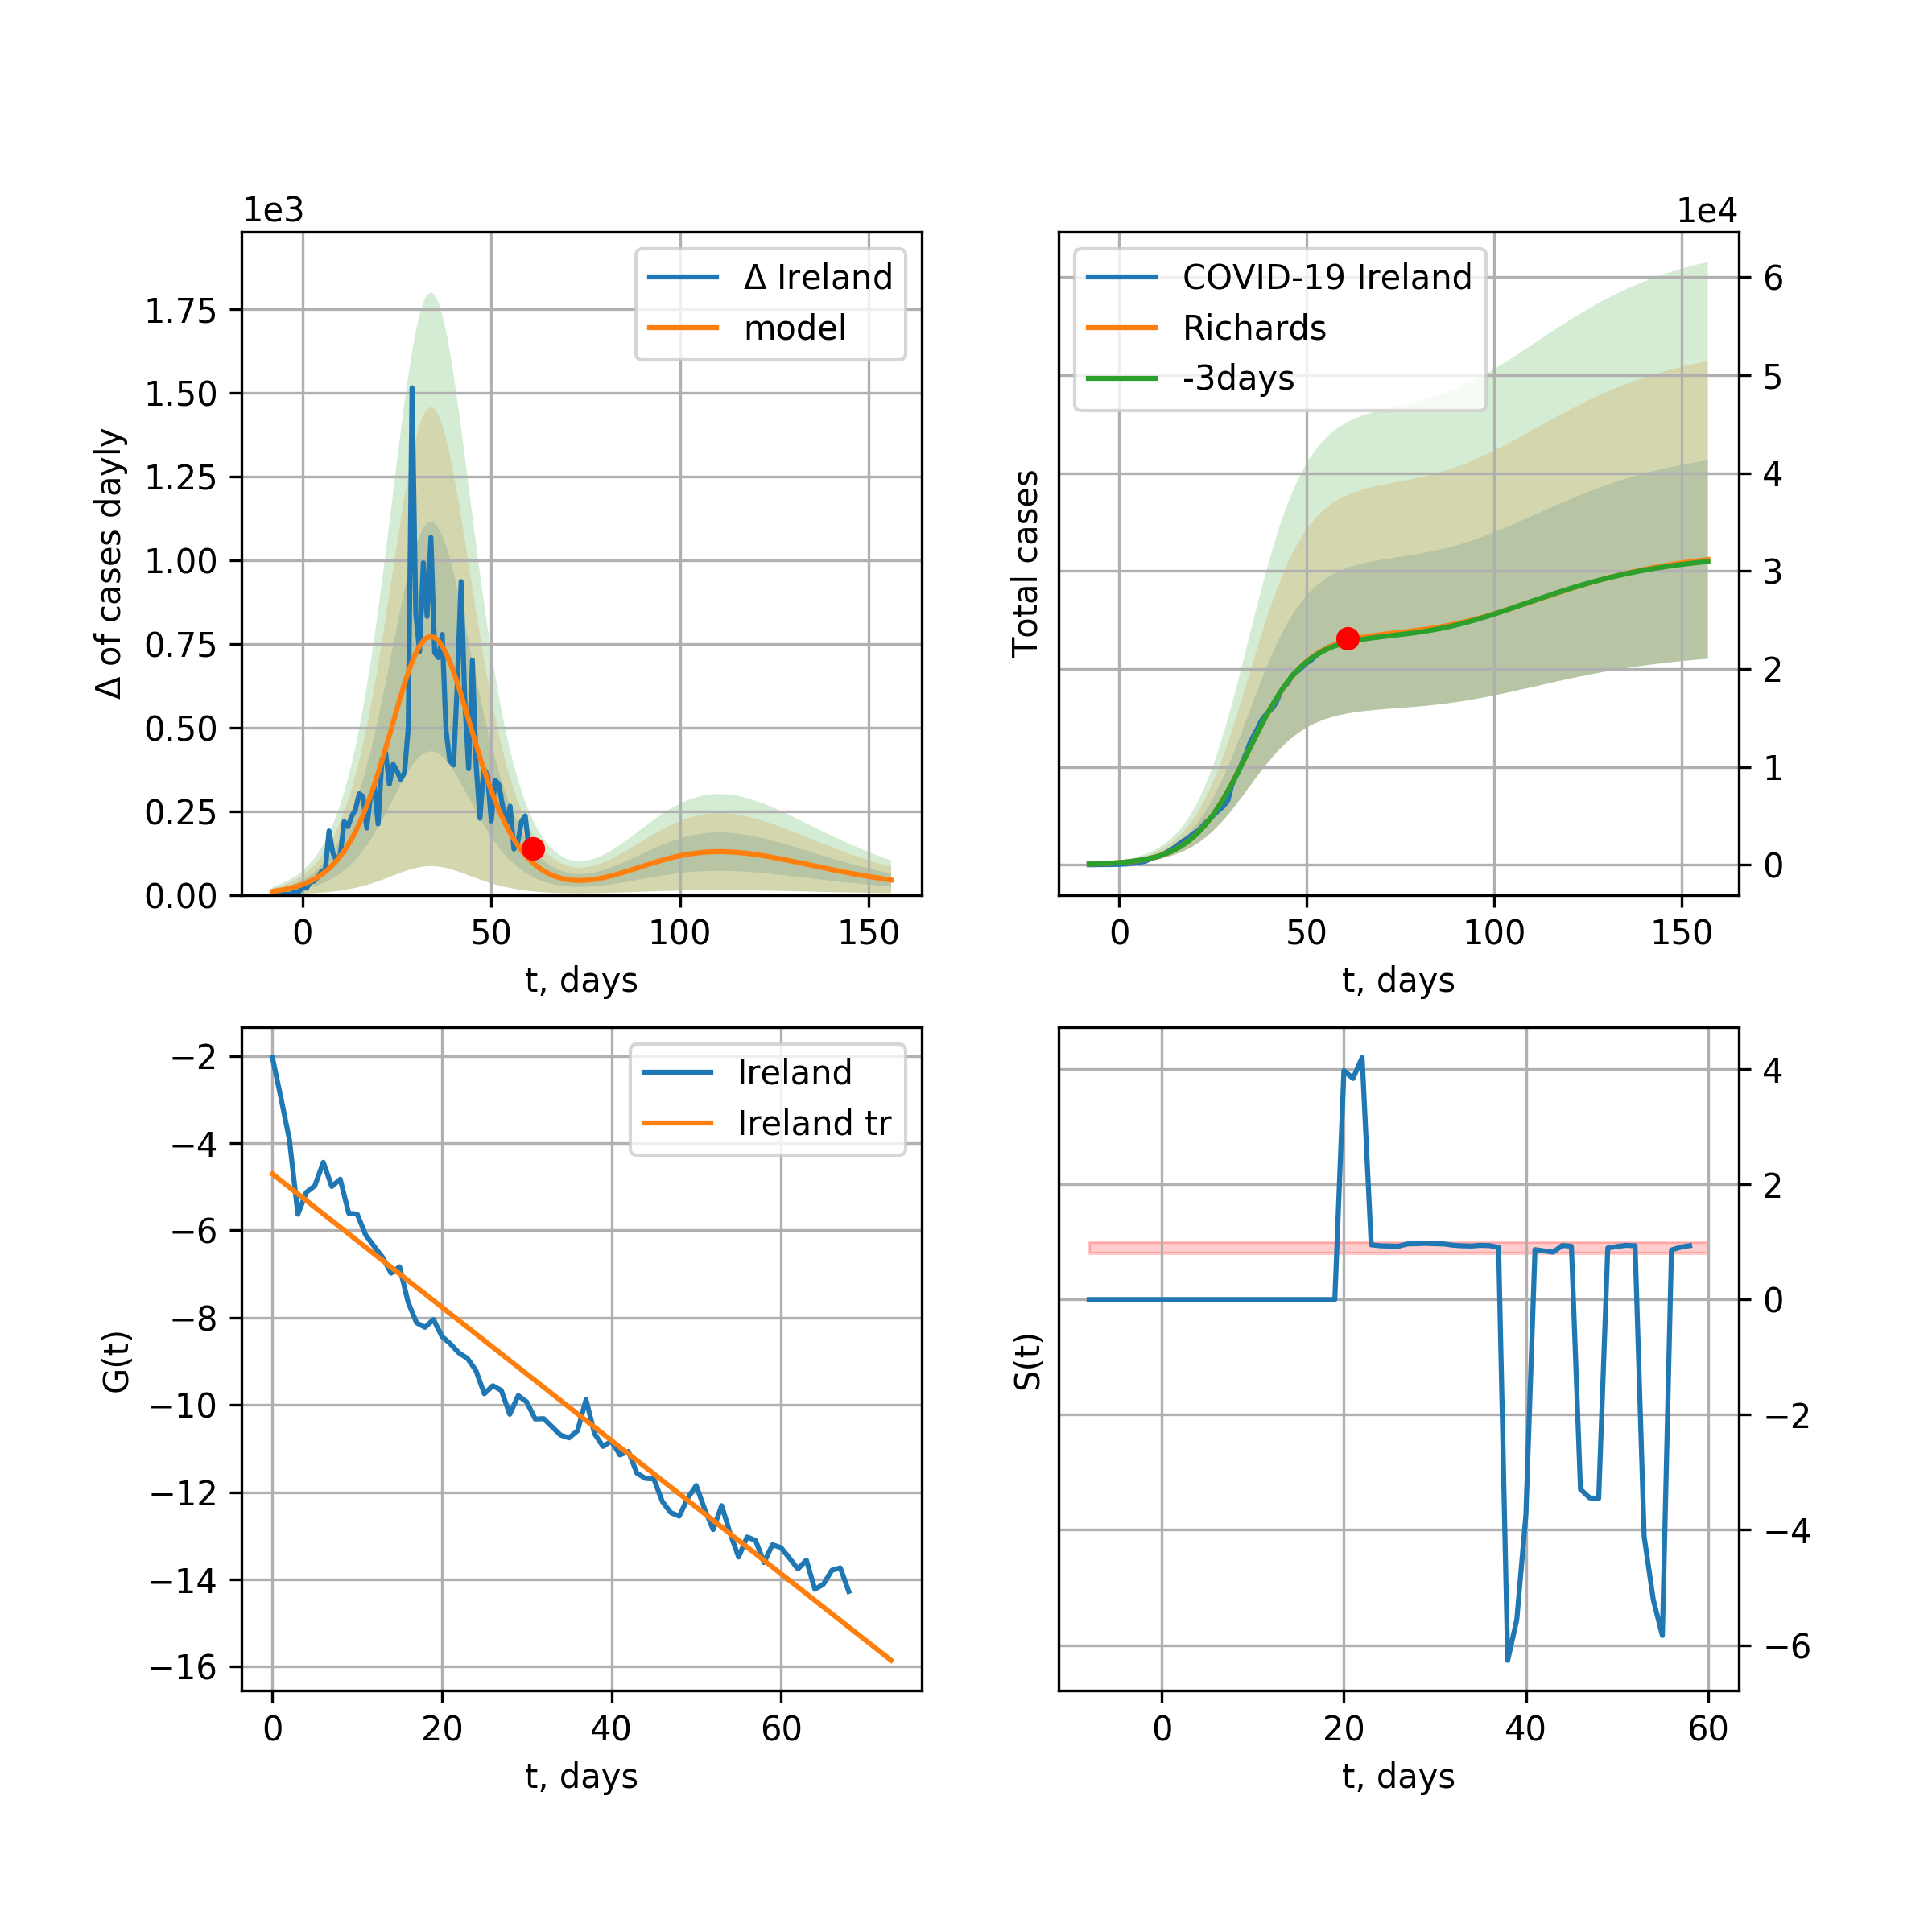 1e3
Δ of cases dayly
1.75
1.50
1.25
1.00
0.75
0.50
0.25
0.00
Δ Ireland
model
0 50 100 150
t, days
1e4
Total cases
COVID-19 Ireland
Richards
-3days
6
5
4
3
2
1
0
0 50 100 150
t, days
G(t)
−2
−4
−6
−8
−10
−12
−14
−16
Ireland
Ireland tr
0 20 40 60
t, days
S(t)
4
2
0
−2
−4
−6
0 20 40 60
t, days